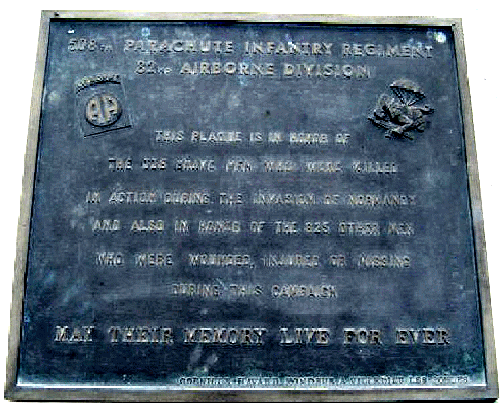 508TH PARACHUTE INFANTRY REGIMENT
82ND AIRBORNE DIVISION
AIRBORNE
AA
THIS PLAQUE IS IN HONOR OF
THE BRAVE MEN WHO WERE KILLED
IN ACTION DURING THE INVASION OF NORMANDY
AND ALSO IN HONOR OF THE 825 OTHER MEN
WHO WERE WOUNDED, INJURED OR MISSING
DURING THIS CAMPAIGN
MAY THEIR MEMORY LIVE FOR EVER